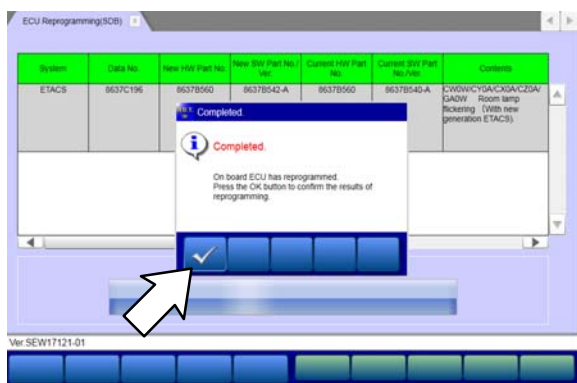 ECU Reprogramming(SDB)
System Data No. New HW Part No. New SW Part No./Ver. Current HW Part No. Current SW Part No./Ver. Contents
ETACS 8637C196 8637B560 8637B542-A 8637B560 8637B540-A CW0W/CY0A/CX0A/CZ0A/
GA0W Room lamp
flickering (With new
generation ETACS).
Completed.
Completed.
On board ECU has reprogrammed.
Press the OK button to confirm the results of
reprogramming.
Ver.SEW17121-01